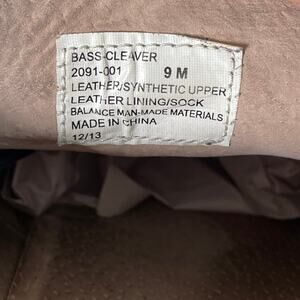 BASS-CLEAVER
2091-001 9 M
LEATHER/SYNTHETIC UPPER
LEATHER LINING/SOCK
BALANCE MAN-MADE MATERIALS
MADE IN CHINA
12/13